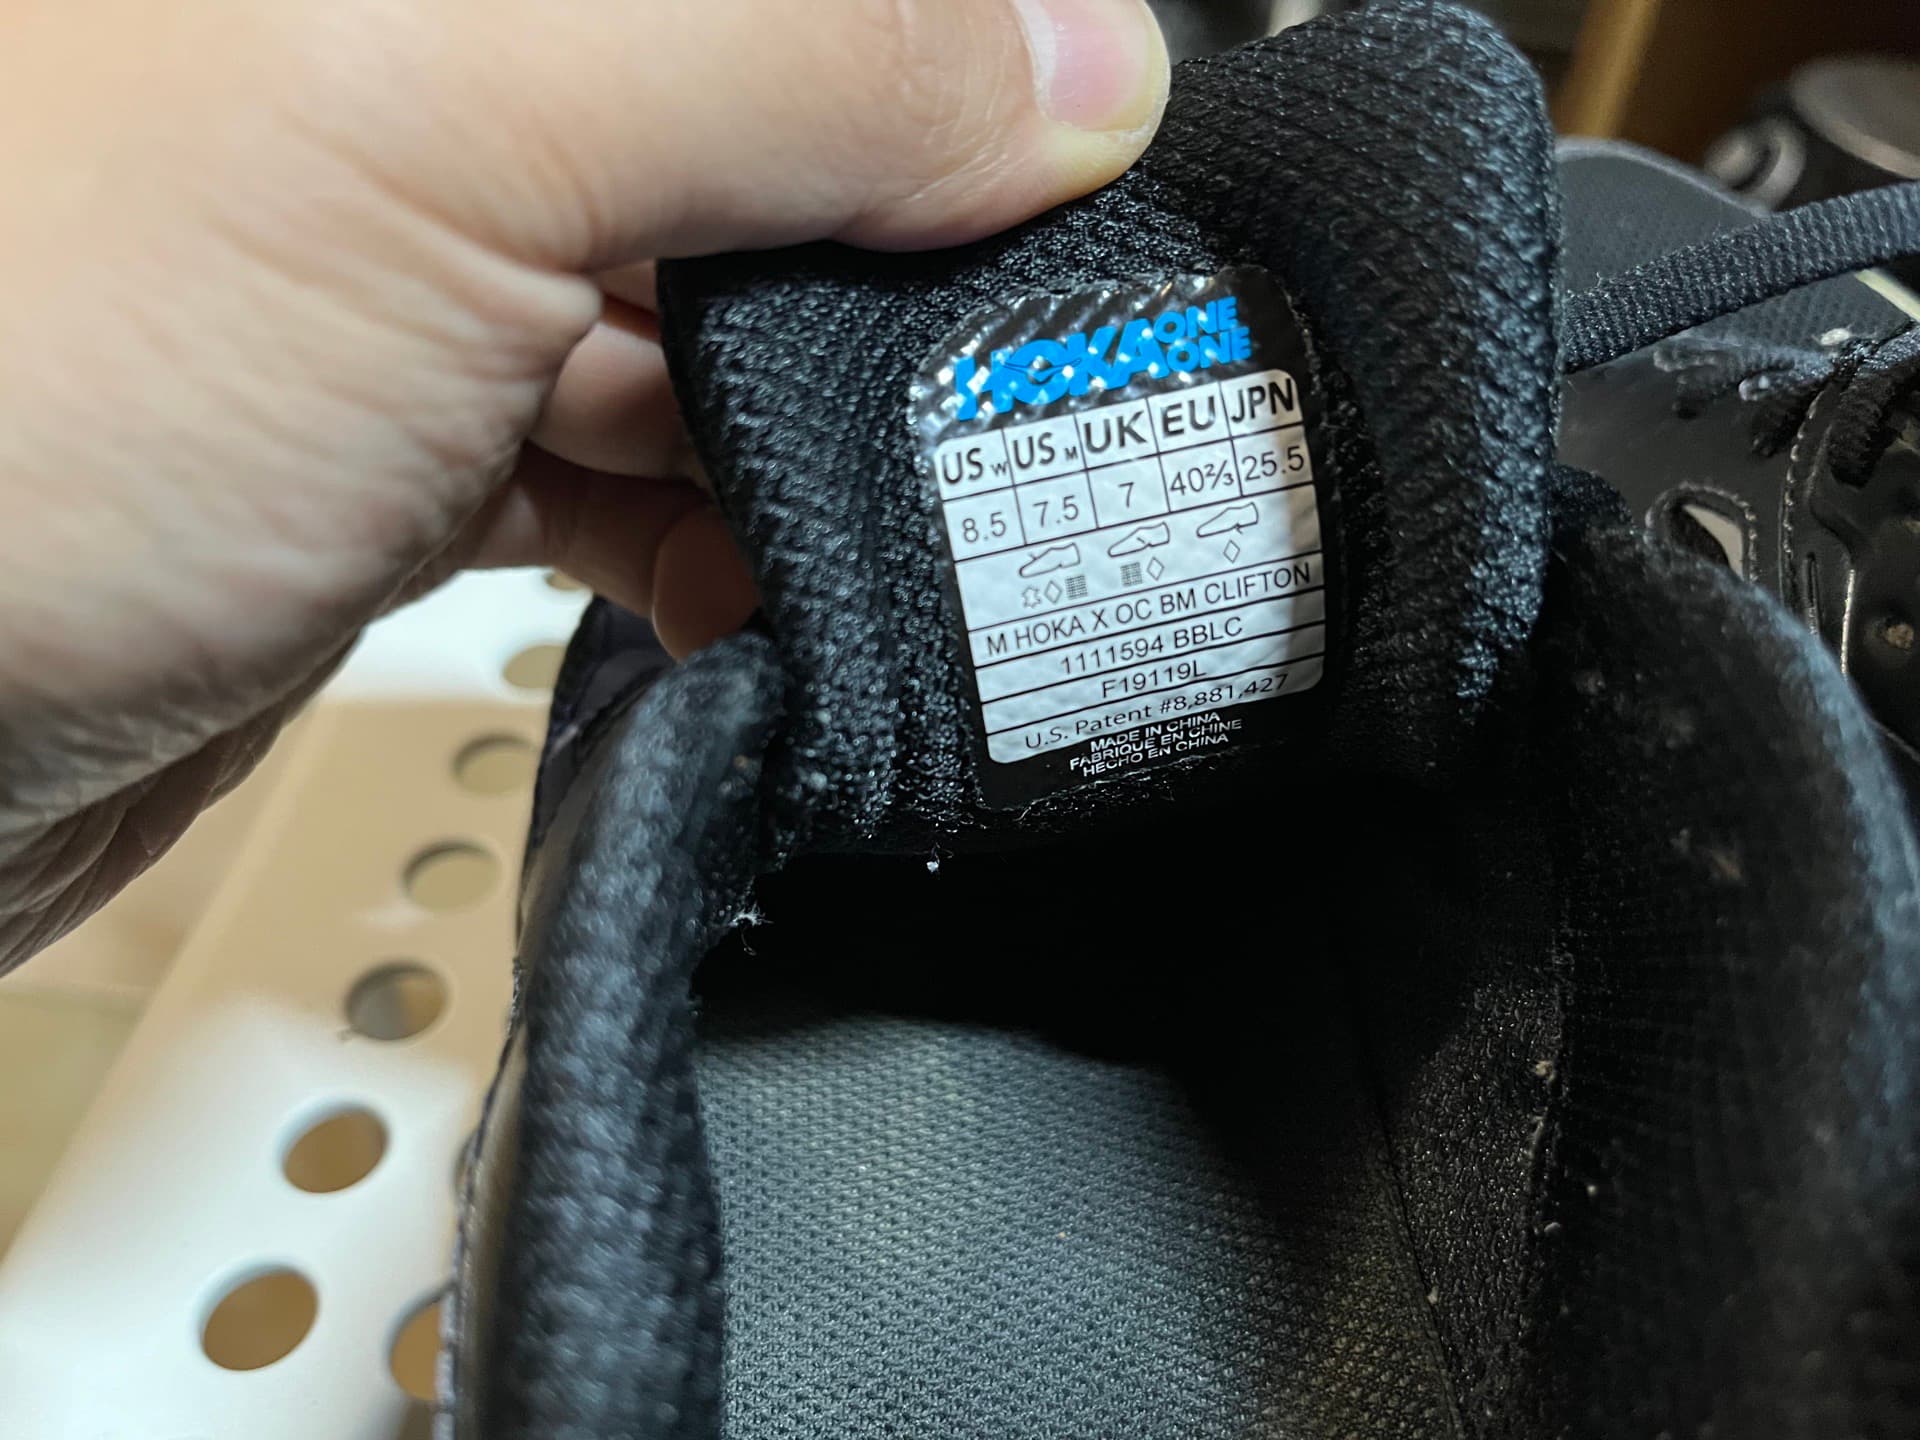 HOKA ONE ONE
US W US M UK EU JPN
8.5 7.5 7 40⅔ 25.5
M HOKA X OC BM CLIFTON
1111594 BBLC
F19119L
U.S. Patent #8,881,427
MADE IN CHINA
FABRIQUE EN CHINE
HECHO EN CHINA